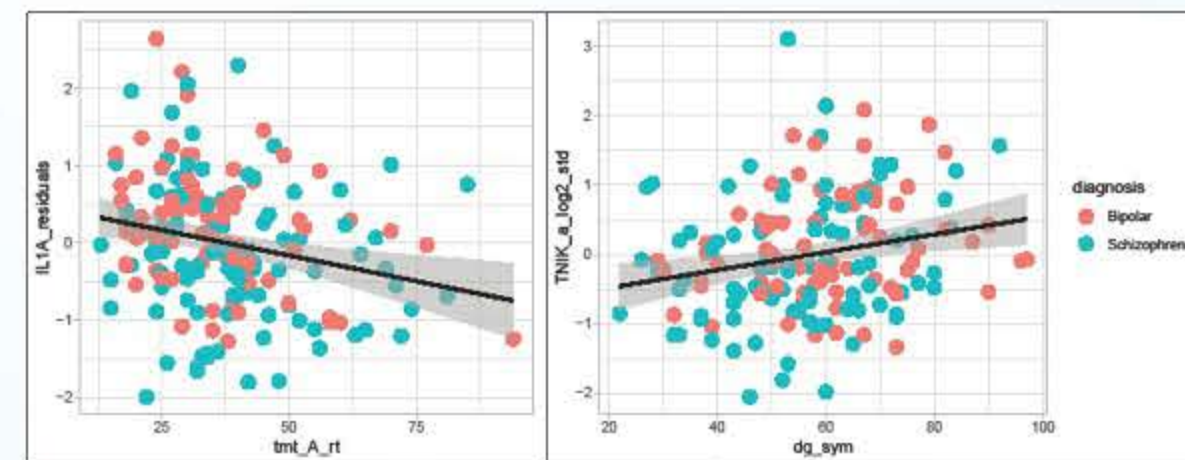 IL1A_residuals
2
1
0
−1
−2
25
50
75
tmt_A_rt
TNIK_a_log2_std
3
2
1
0
−1
−2
20
40
60
80
100
dg_sym
diagnosis
Bipolar
Schizophren